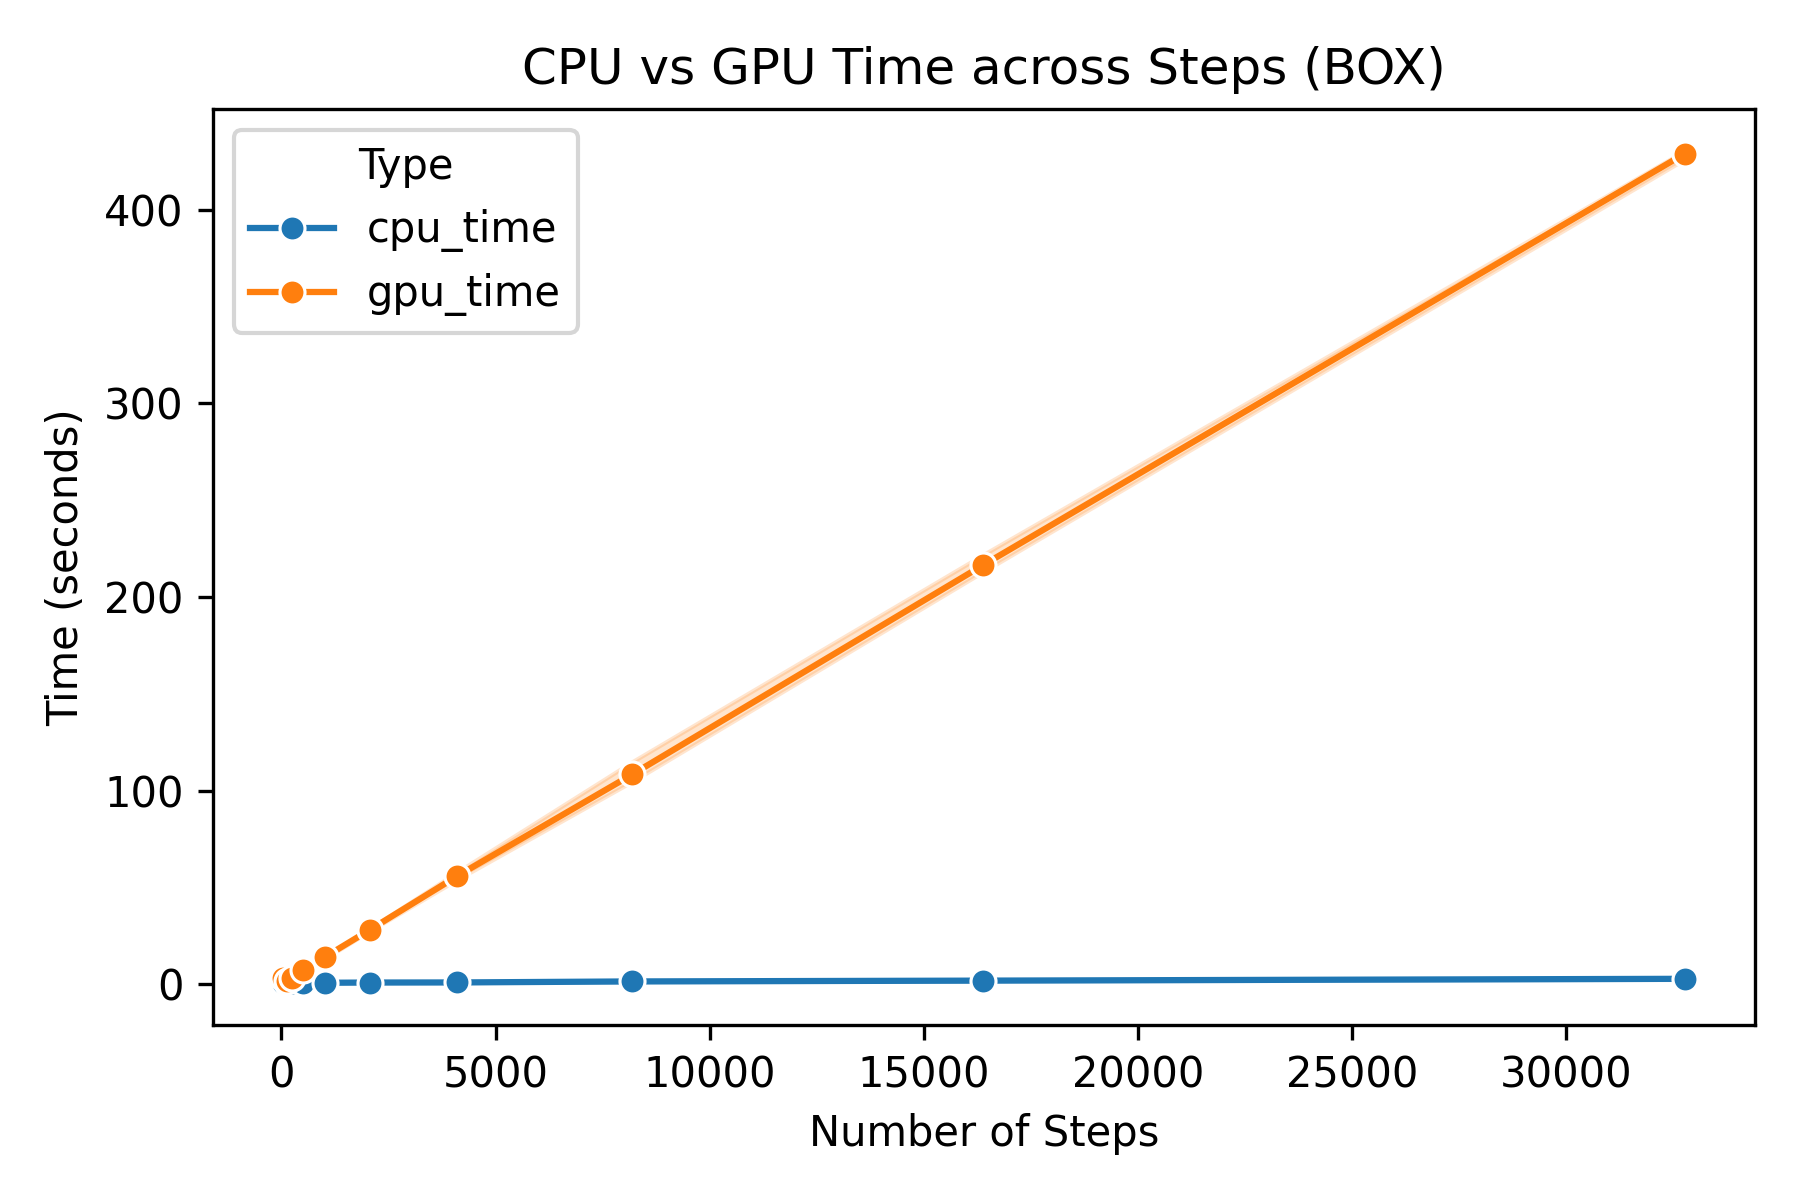 CPU vs GPU Time across Steps (BOX)
Type
cpu_time
gpu_time
Time (seconds)
400
300
200
100
0
0 5000 10000 15000 20000 25000 30000
Number of Steps